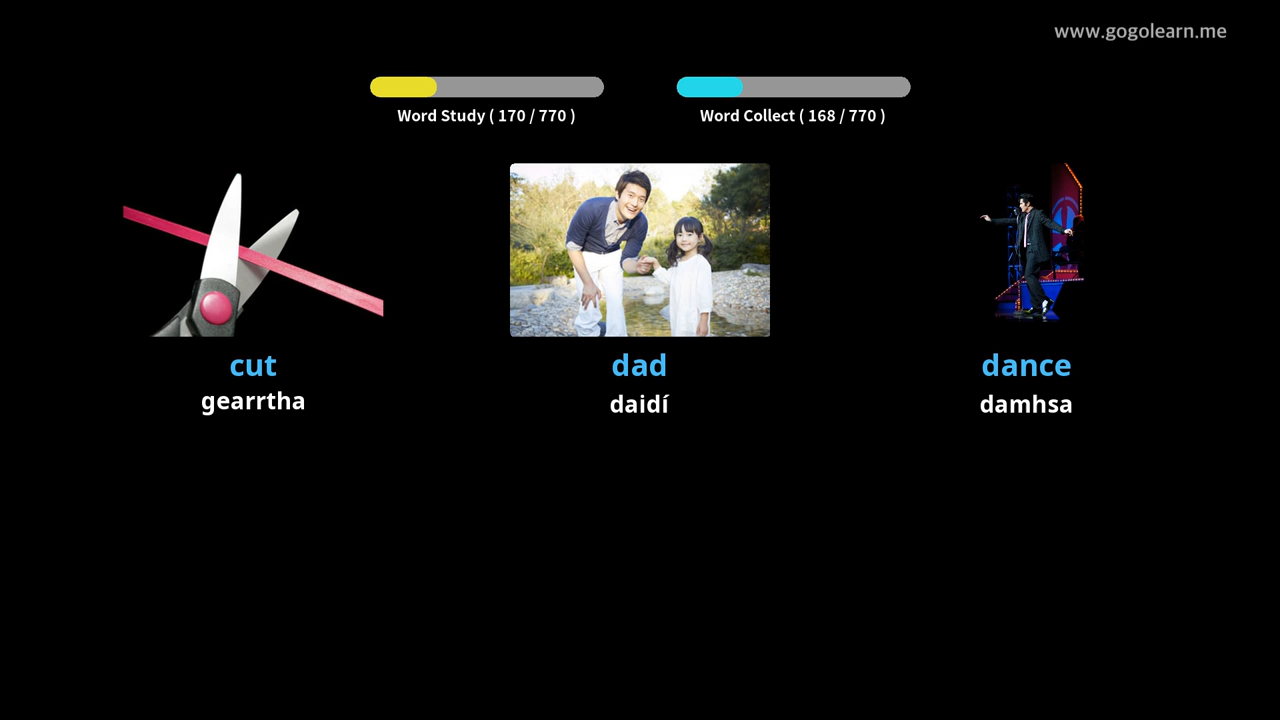 www.gogolearn.me
Word Study ( 170 / 770 )
Word Collect ( 168 / 770 )
cut
gearrtha
dad
daidí
dance
damhsa